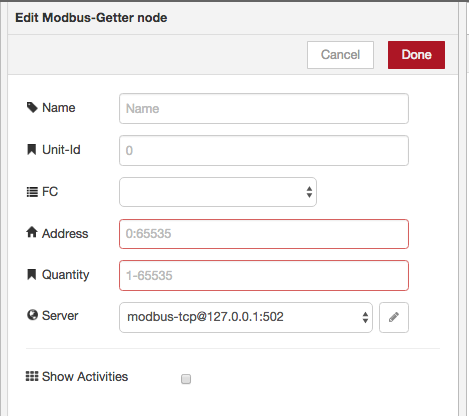 Edit Modbus-Getter node
Cancel
Done
Name
Name
Unit-Id
0
FC
Address
0:65535
Quantity
1-65535
Server
modbus-tcp@127.0.0.1:502
Show Activities